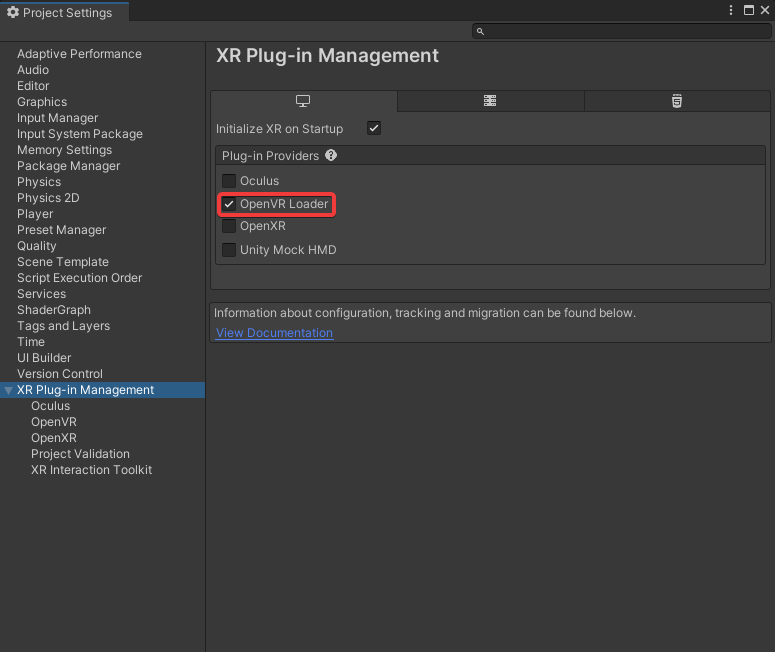 Project Settings
Adaptive Performance
Audio
Editor
Graphics
Input Manager
Input System Package
Memory Settings
Package Manager
Physics
Physics 2D
Player
Preset Manager
Quality
Scene Template
Script Execution Order
Services
ShaderGraph
Tags and Layers
Time
UI Builder
Version Control
XR Plug-in Management
Oculus
OpenVR
OpenXR
Project Validation
XR Interaction Toolkit
XR Plug-in Management
Initialize XR on Startup
Plug-in Providers
Oculus
OpenVR Loader
OpenXR
Unity Mock HMD
Information about configuration, tracking and migration can be found below.
View Documentation